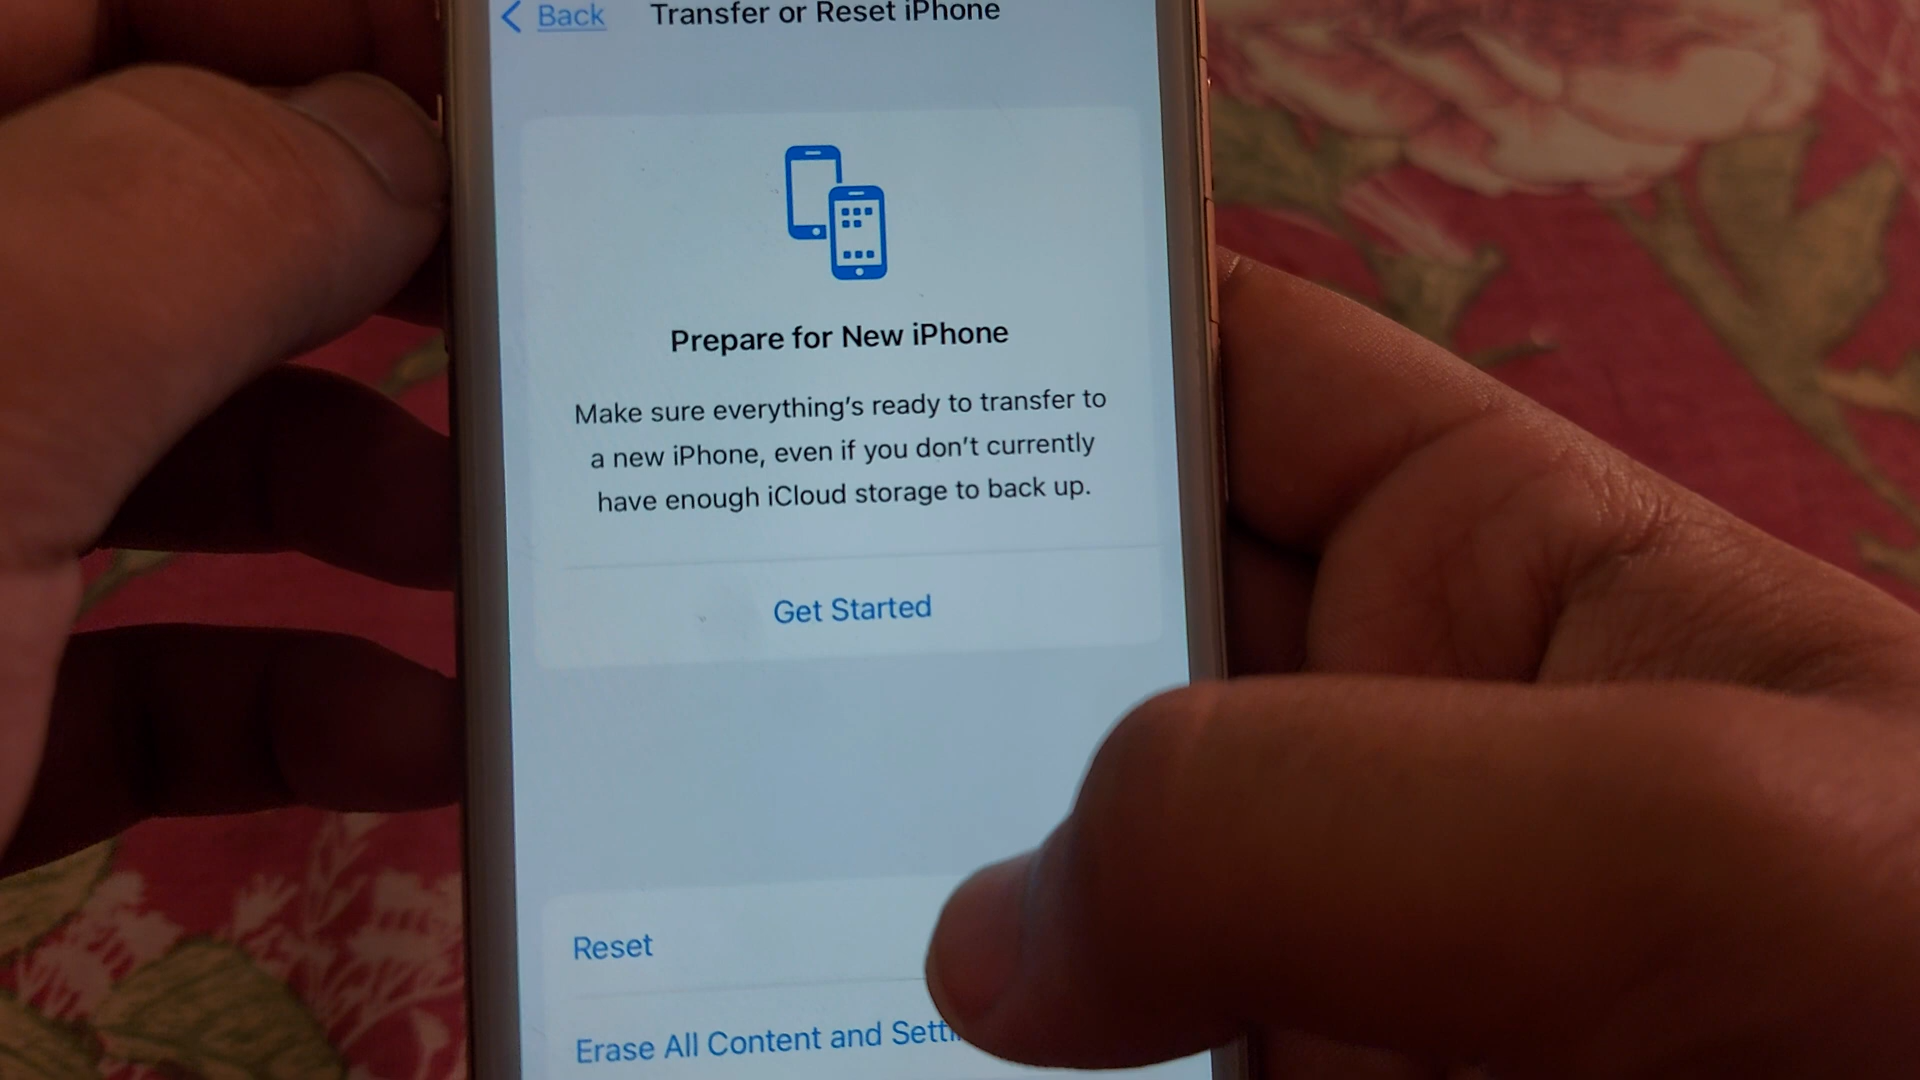 Back
Transfer or Reset iPhone
Prepare for New iPhone
Make sure everything's ready to transfer to
a new iPhone, even if you don't currently
have enough iCloud storage to back up.
Get Started
Reset
Erase All Content and